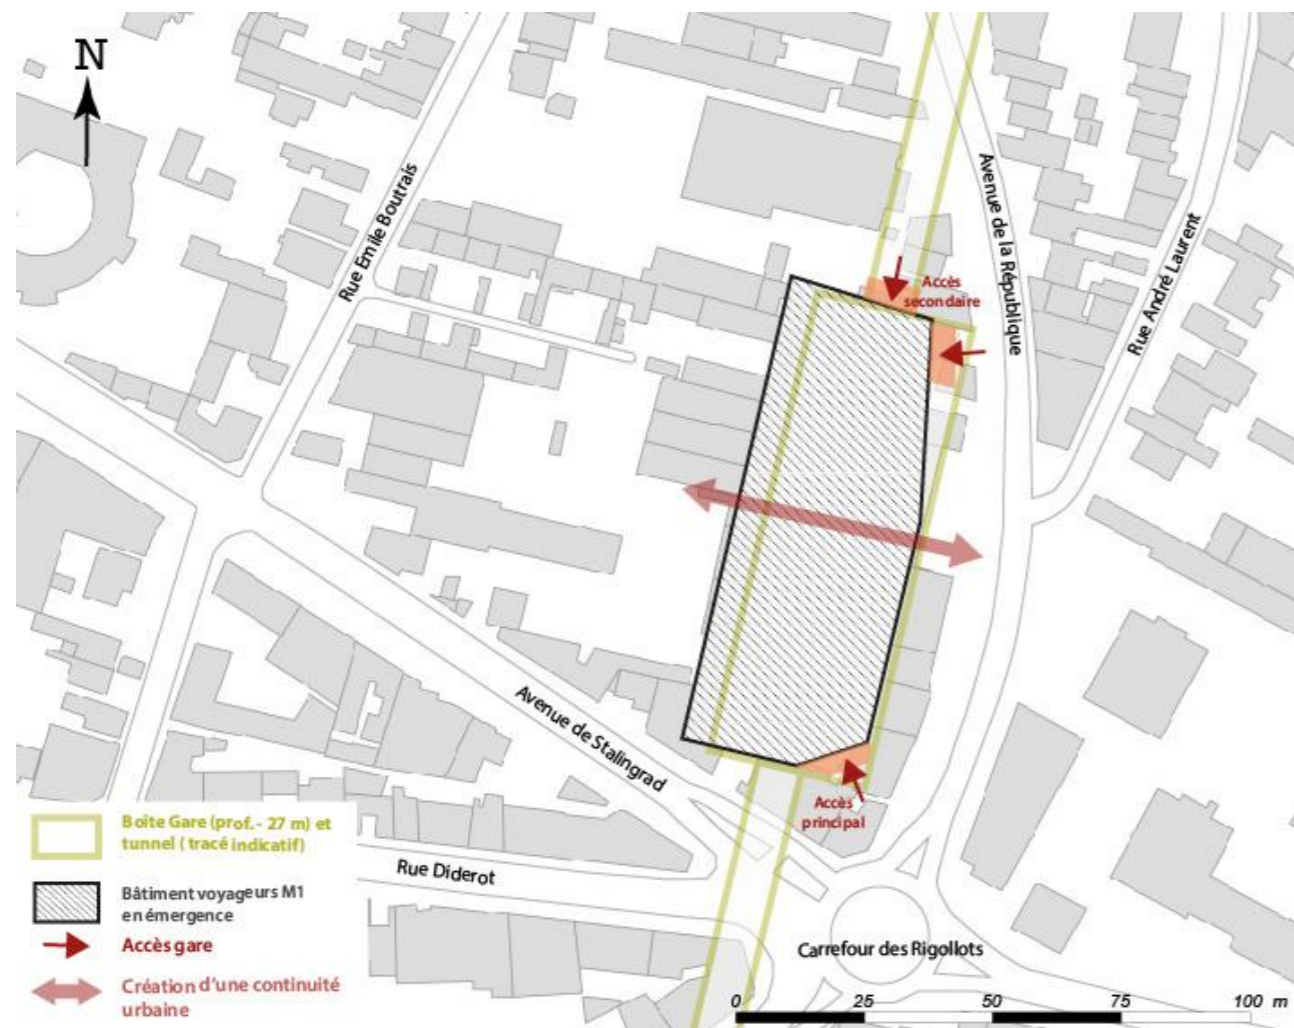 N
Rue Emile Boutrais
Avenue de la République
Rue André Laurent
Accès
secondaire
Avenue de Stalingrad
Accès
principal
Rue Diderot
Carrefour des Rigollots
Boîte Gare (prof.- 27 m) et
tunnel ( tracé indicatif)
Bâtiment voyageurs M1
en émergence
Accès gare
Création d'une continuité
urbaine
0 25 50 75 100 m